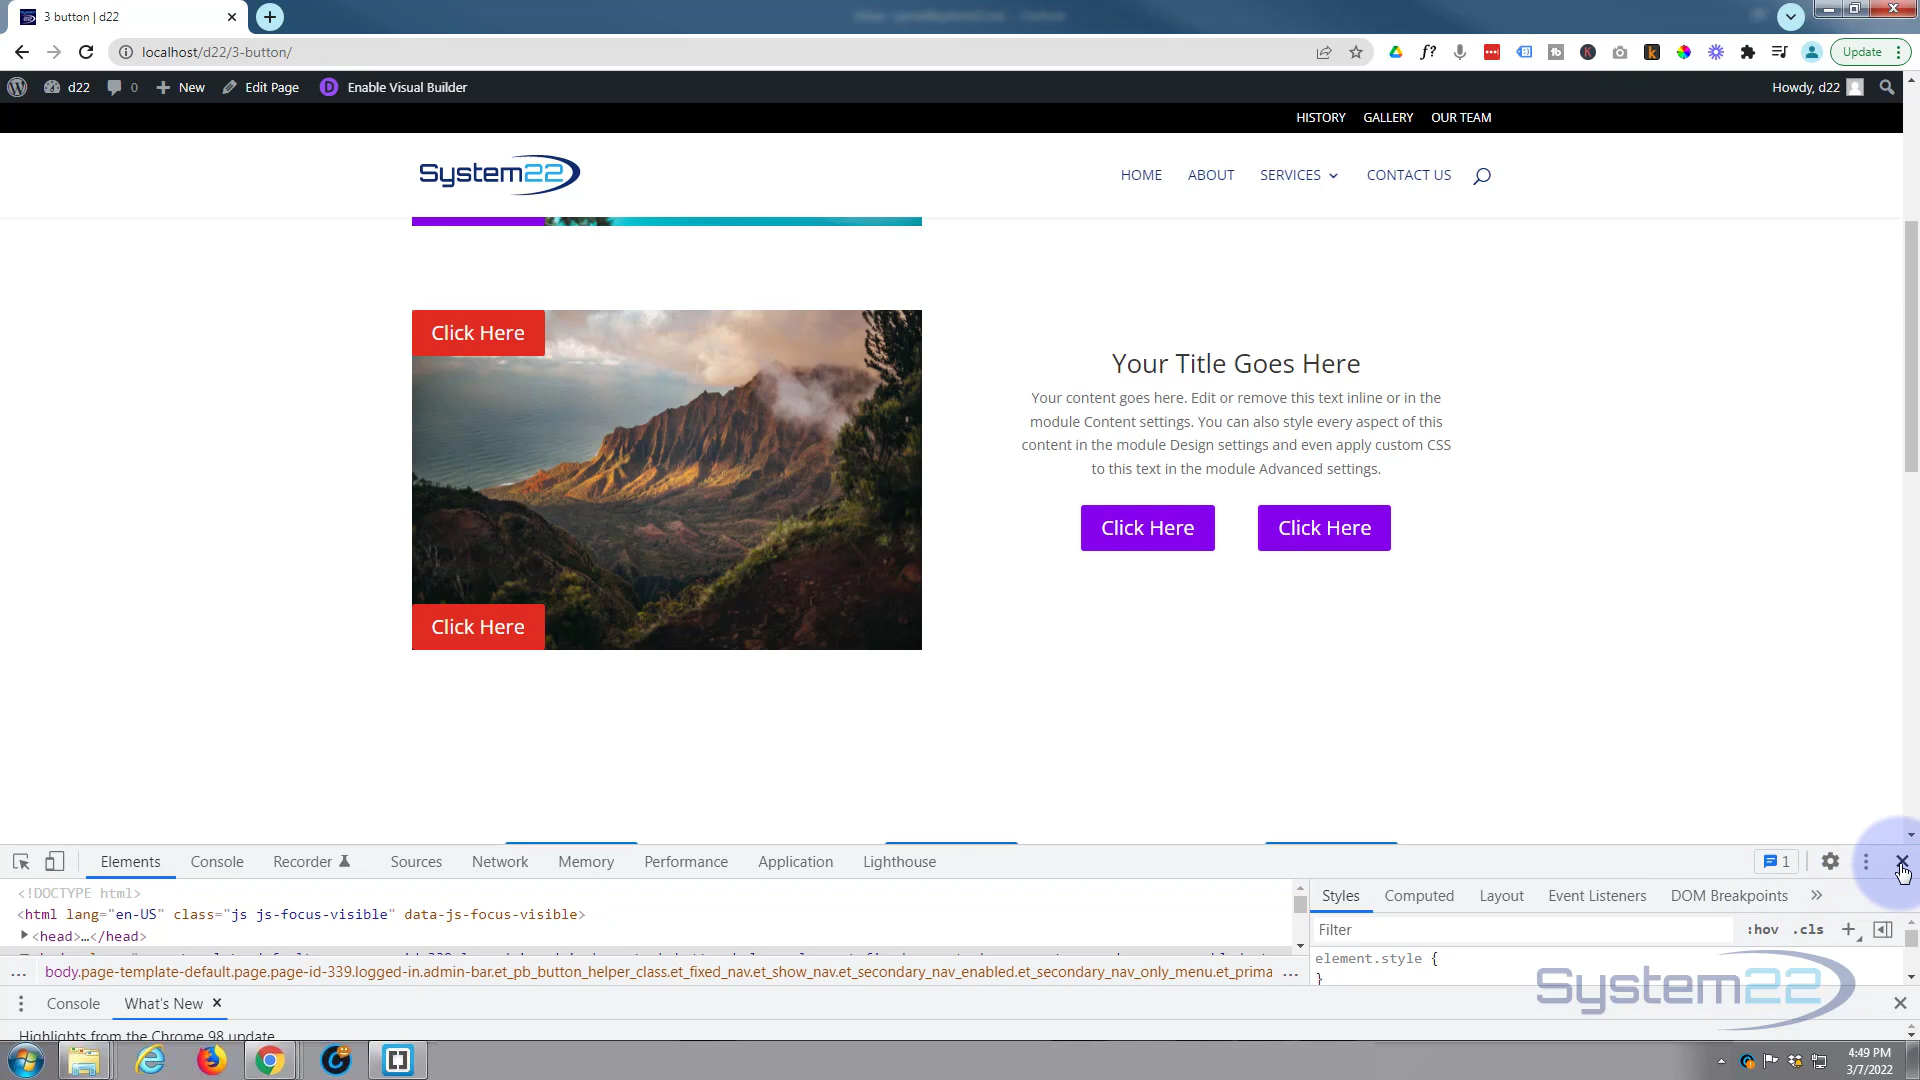 3 button | d22
localhost/d22/3-button/
Update
d22
0
New
Edit Page
Enable Visual Builder
Howdy, d22
HISTORY
GALLERY
OUR TEAM
System22
HOME
ABOUT
SERVICES
CONTACT US
Click Here
Your Title Goes Here
Your content goes here. Edit or remove this text inline or in the
module Content settings. You can also style every aspect of this
content in the module Design settings and even apply custom CSS
to this text in the module Advanced settings.
Click Here
Click Here
Click Here
Elements
Console
Recorder
Sources
Network
Memory
Performance
Application
Lighthouse
1
<!DOCTYPE html>
<html lang="en-US" class="js js-focus-visible" data-js-focus-visible>
<head>…</head>
... body.page-template-default.page.page-id-339.logged-in.admin-bar.et_pb_button_helper_class.et_fixed_nav.et_show_nav.et_secondary_nav_enabled.et_secondary_nav_only_menu.et_prima ...
Styles
Computed
Layout
Event Listeners
DOM Breakpoints
Filter
:hov
.cls
element.style {
}
Console
What's New
Highlights from the Chrome 98 update
System22
4:49 PM
3/7/2022